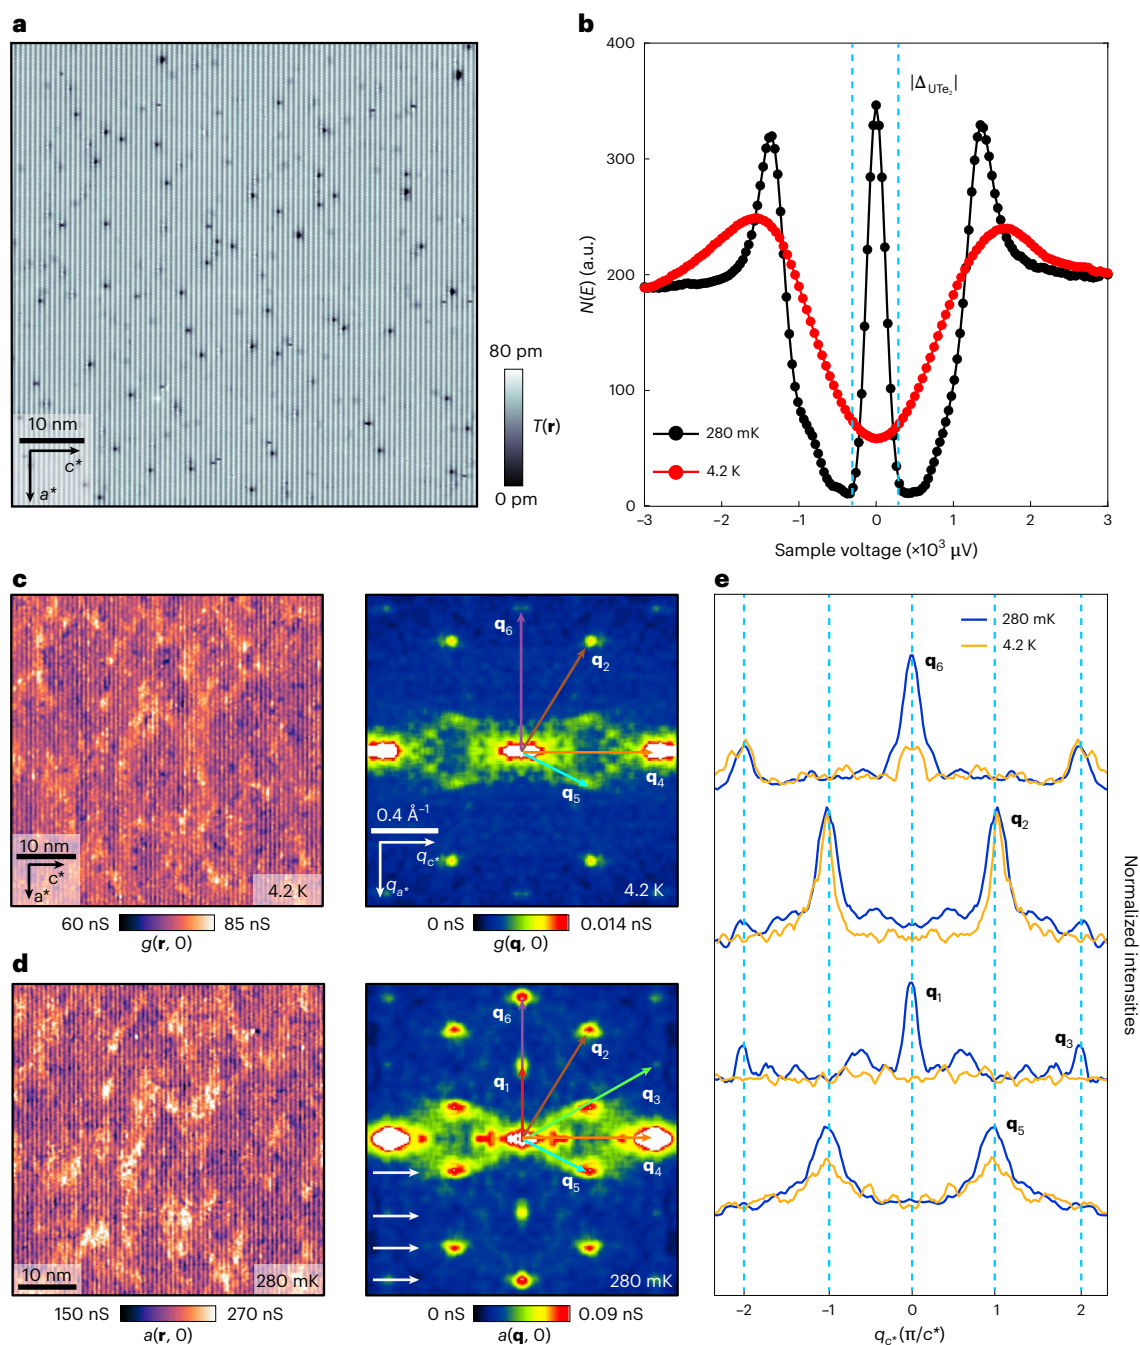 a
80 pm
T(r)
0 pm
10 nm
c*
a*
b
400
300
200
100
0
N(E) (a.u.)
|Δ_UTe₂|
280 mK
4.2 K
−3
−2
−1
0
1
2
3
Sample voltage (×10³ µV)
c
10 nm
c*
a*
4.2 K
60 nS
85 nS
g(r, 0)
q₆
q₂
q₄
q₅
0.4 Å⁻¹
q_c*
q_a*
4.2 K
0 nS
0.014 nS
g(q, 0)
d
10 nm
280 mK
150 nS
270 nS
a(r, 0)
q₆
q₂
q₁
q₃
q₄
q₅
280 mK
0 nS
0.09 nS
a(q, 0)
e
280 mK
4.2 K
q₆
q₂
q₁
q₃
q₅
Normalized intensities
−2
−1
0
1
2
q_c* (π/c*)